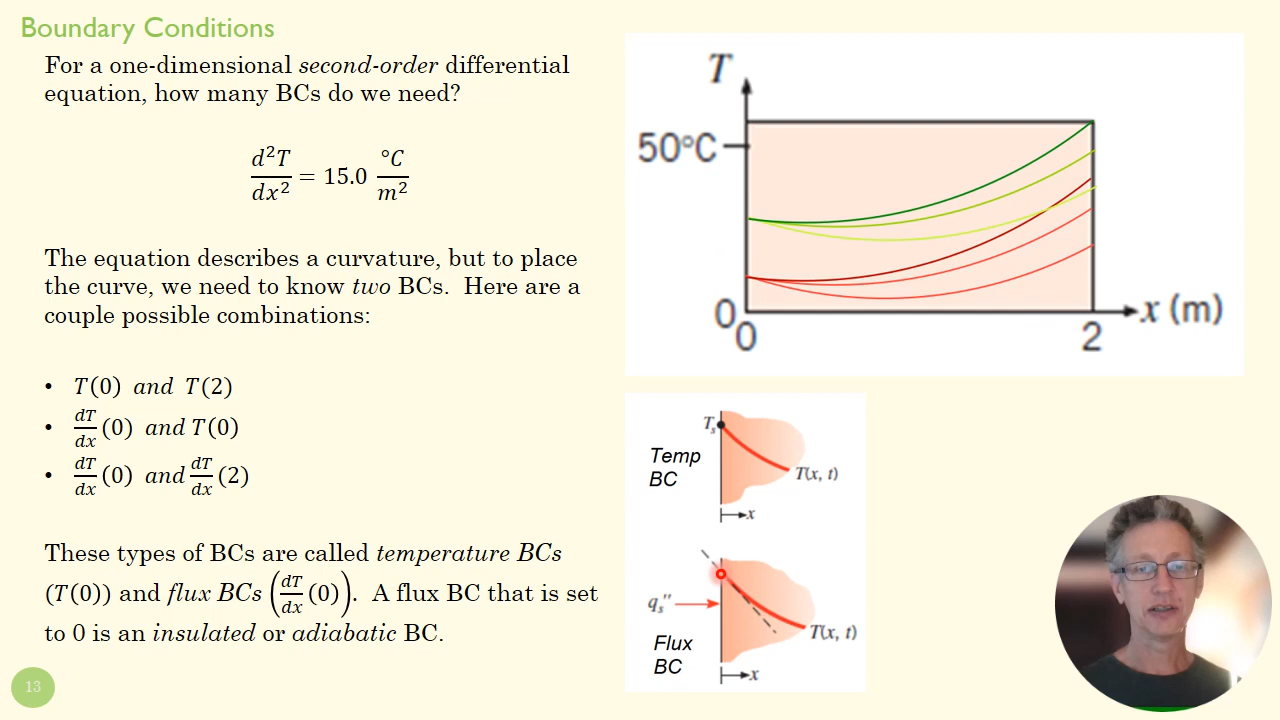 Boundary Conditions
For a one-dimensional second-order differential
equation, how many BCs do we need?
d²T/dx² = 15.0 °C/m²
The equation describes a curvature, but to place
the curve, we need to know two BCs.  Here are a
couple possible combinations:
• T(0) and T(2)
• dT/dx (0) and T(0)
• dT/dx (0) and dT/dx (2)
These types of BCs are called temperature BCs
(T(0)) and flux BCs (dT/dx (0)).  A flux BC that is set
to 0 is an insulated or adiabatic BC.
13
T
50°C
0
0
2
x (m)
Tₛ
Temp
BC
T(x, t)
x
qₛ″
T(x, t)
Flux
BC
x